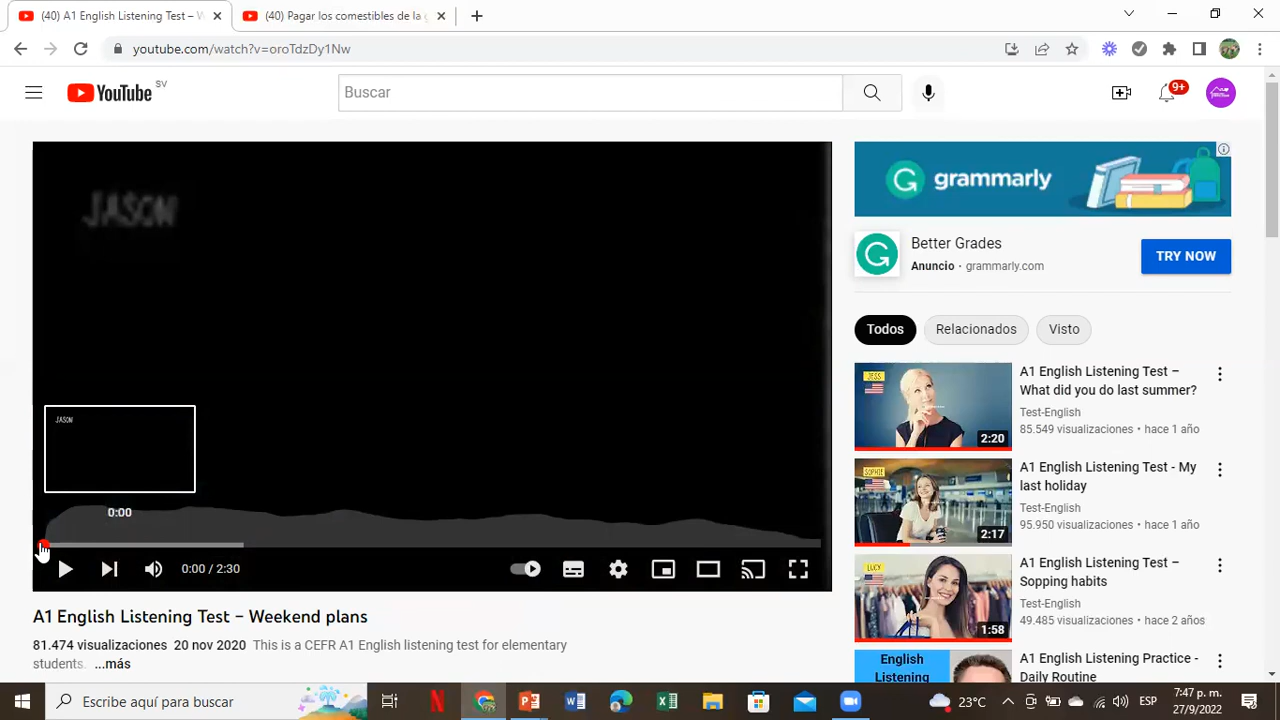 (40) A1 English Listening Test – W
(40) Pagar los comestibles de la g
youtube.com/watch?v=oroTdzDy1Nw
YouTube SV
Buscar
9+
JASON
JASON
0:00
0:00 / 2:30
A1 English Listening Test – Weekend plans
81.474 visualizaciones 20 nov 2020 This is a CEFR A1 English listening test for elementary
students. ...más
grammarly
Better Grades
Anuncio · grammarly.com
TRY NOW
Todos
Relacionados
Visto
JESS
2:20
A1 English Listening Test –
What did you do last summer?
Test-English
85.549 visualizaciones • hace 1 año
SOPHIE
2:17
A1 English Listening Test - My
last holiday
Test-English
95.950 visualizaciones • hace 1 año
LUCY
1:58
A1 English Listening Test –
Sopping habits
Test-English
49.485 visualizaciones • hace 2 años
English
Listening
A1 English Listening Practice -
Daily Routine
Escribe aquí para buscar
23°C
ESP
7:47 p. m.
27/9/2022